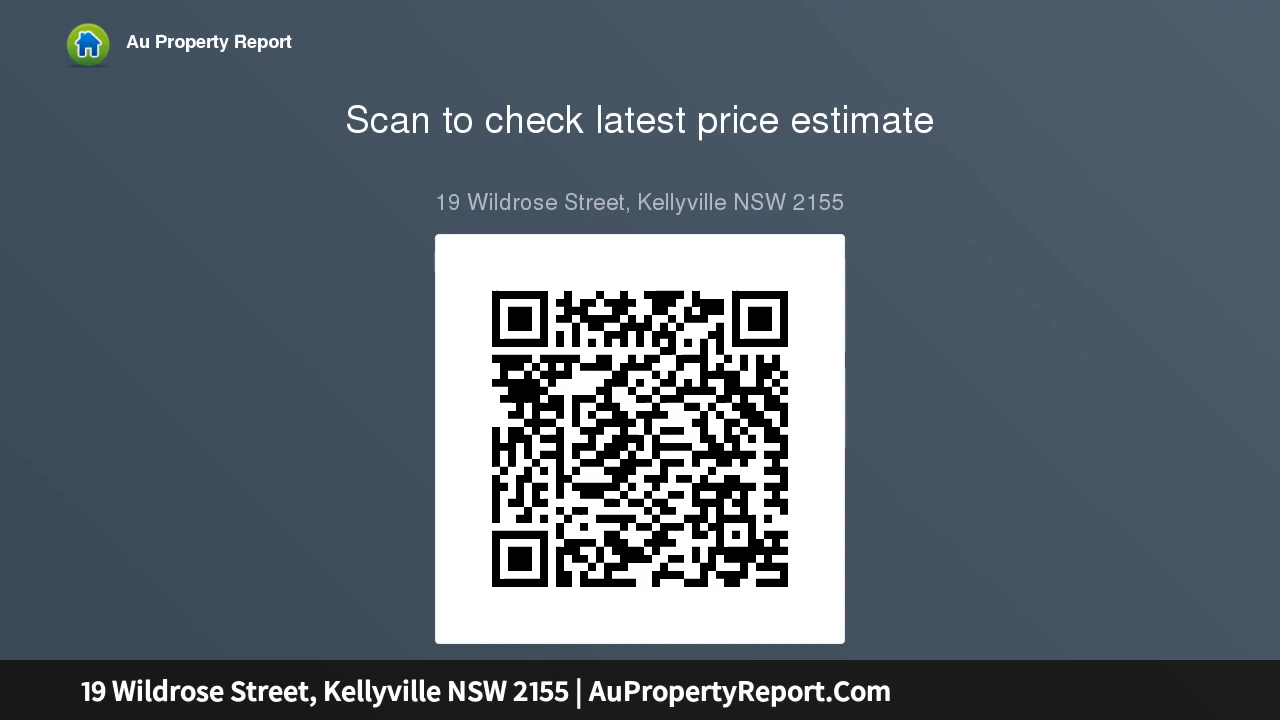 Au Property Report
Scan to check latest price estimate
19 Wildrose Street, Kellyville NSW 2155
19 Wildrose Street, Kellyville NSW 2155 | AuPropertyReport.Com